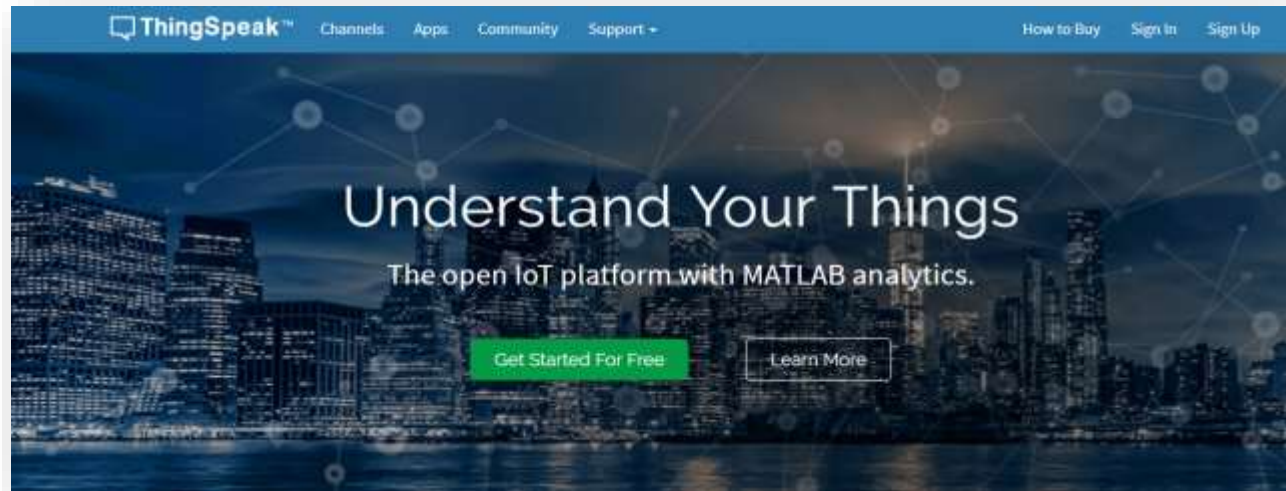 ThingSpeak™ Channels Apps Community Support How to Buy Sign In Sign Up
Understand Your Things
The open IoT platform with MATLAB analytics.
Get Started For Free Learn More